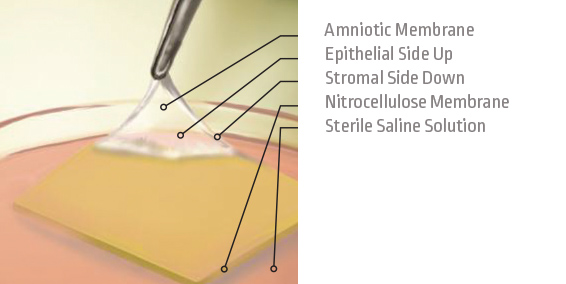 Amniotic Membrane
Epithelial Side Up
Stromal Side Down
Nitrocellulose Membrane
Sterile Saline Solution